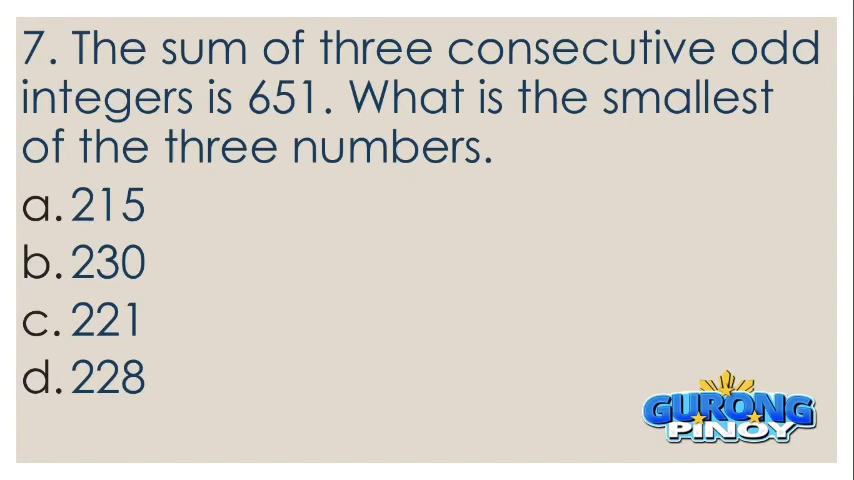 7. The sum of three consecutive odd
integers is 651. What is the smallest
of the three numbers.
a. 215
b. 230
c. 221
d. 228
GURONG
PINOY